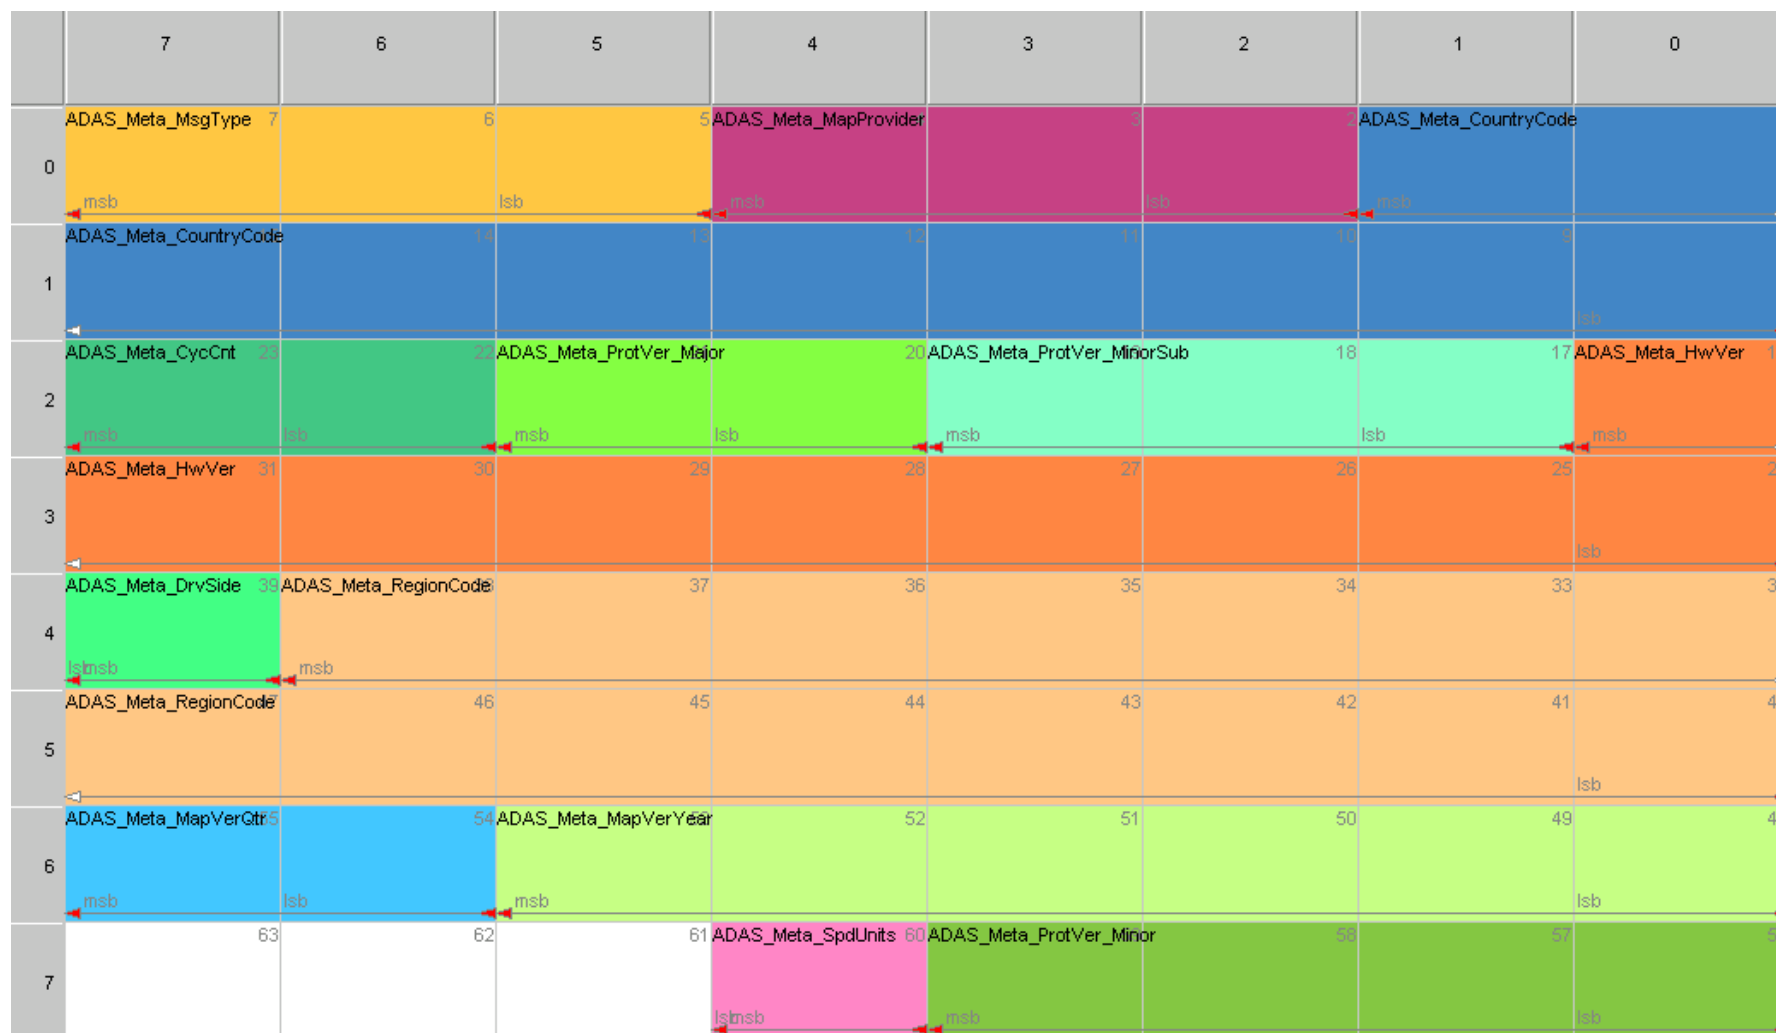 7 6 5 4 3 2 1 0
ADAS_Meta_MsgType 7 6 5 ADAS_Meta_MapProvider 3 2 ADAS_Meta_CountryCode
0
msb lsb msb lsb msb
ADAS_Meta_CountryCode 14 13 12 11 10 9
1
lsb
ADAS_Meta_CycCnt 23 22 ADAS_Meta_ProtVer_Major 20 ADAS_Meta_ProtVer_MinorSub 18 17 ADAS_Meta_HwVer
2
msb lsb msb lsb msb lsb msb
ADAS_Meta_HwVer 31 30 29 28 27 26 25
3
lsb
ADAS_Meta_DrvSide 39 ADAS_Meta_RegionCode 37 36 35 34 33
4
lsb msb msb
ADAS_Meta_RegionCode 46 45 44 43 42 41
5
lsb
ADAS_Meta_MapVerQtr 54 ADAS_Meta_MapVerYear 52 51 50 49
6
msb lsb msb lsb
63 62 61 ADAS_Meta_SpdUnits 60 ADAS_Meta_ProtVer_Minor 58 57
7
lsb msb msb lsb